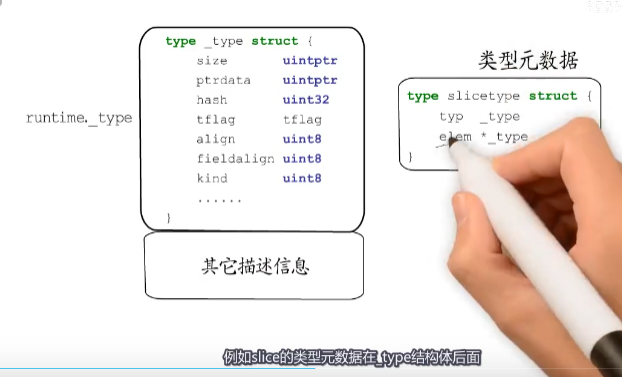 type _type struct {
size uintptr
ptrdata uintptr
hash uint32
tflag tflag
align uint8
fieldalign uint8
kind uint8
......
}
runtime._type
其它描述信息
类型元数据
type slicetype struct {
typ _type
elem *_type
}
例如slice的类型元数据在_type结构体后面